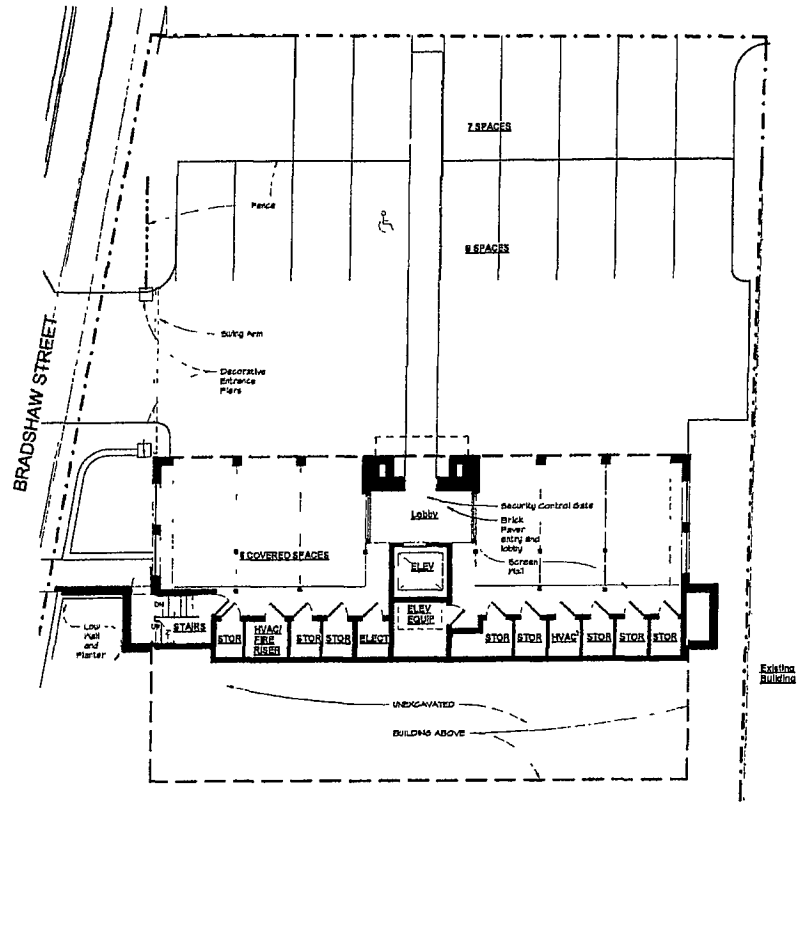 7 SPACES
Fence
9 SPACES
Swing Arm
Decorative
Entrance
Piers
BRADSHAW STREET
Security Control Gate
Lobby
Brick
Paver
entry and
lobby
Screen
Wall
COVERED SPACES
ELEV
DN
ELEV
EQUIP
UP
STAIRS
Low
Wall
and
Planter
STOR
HVAC/
FIRE
RISER
STOR
STOR
ELECT
STOR
STOR
HVAC
STOR
STOR
STOR
Existing
Building
UNEXCAVATED
BUILDING ABOVE